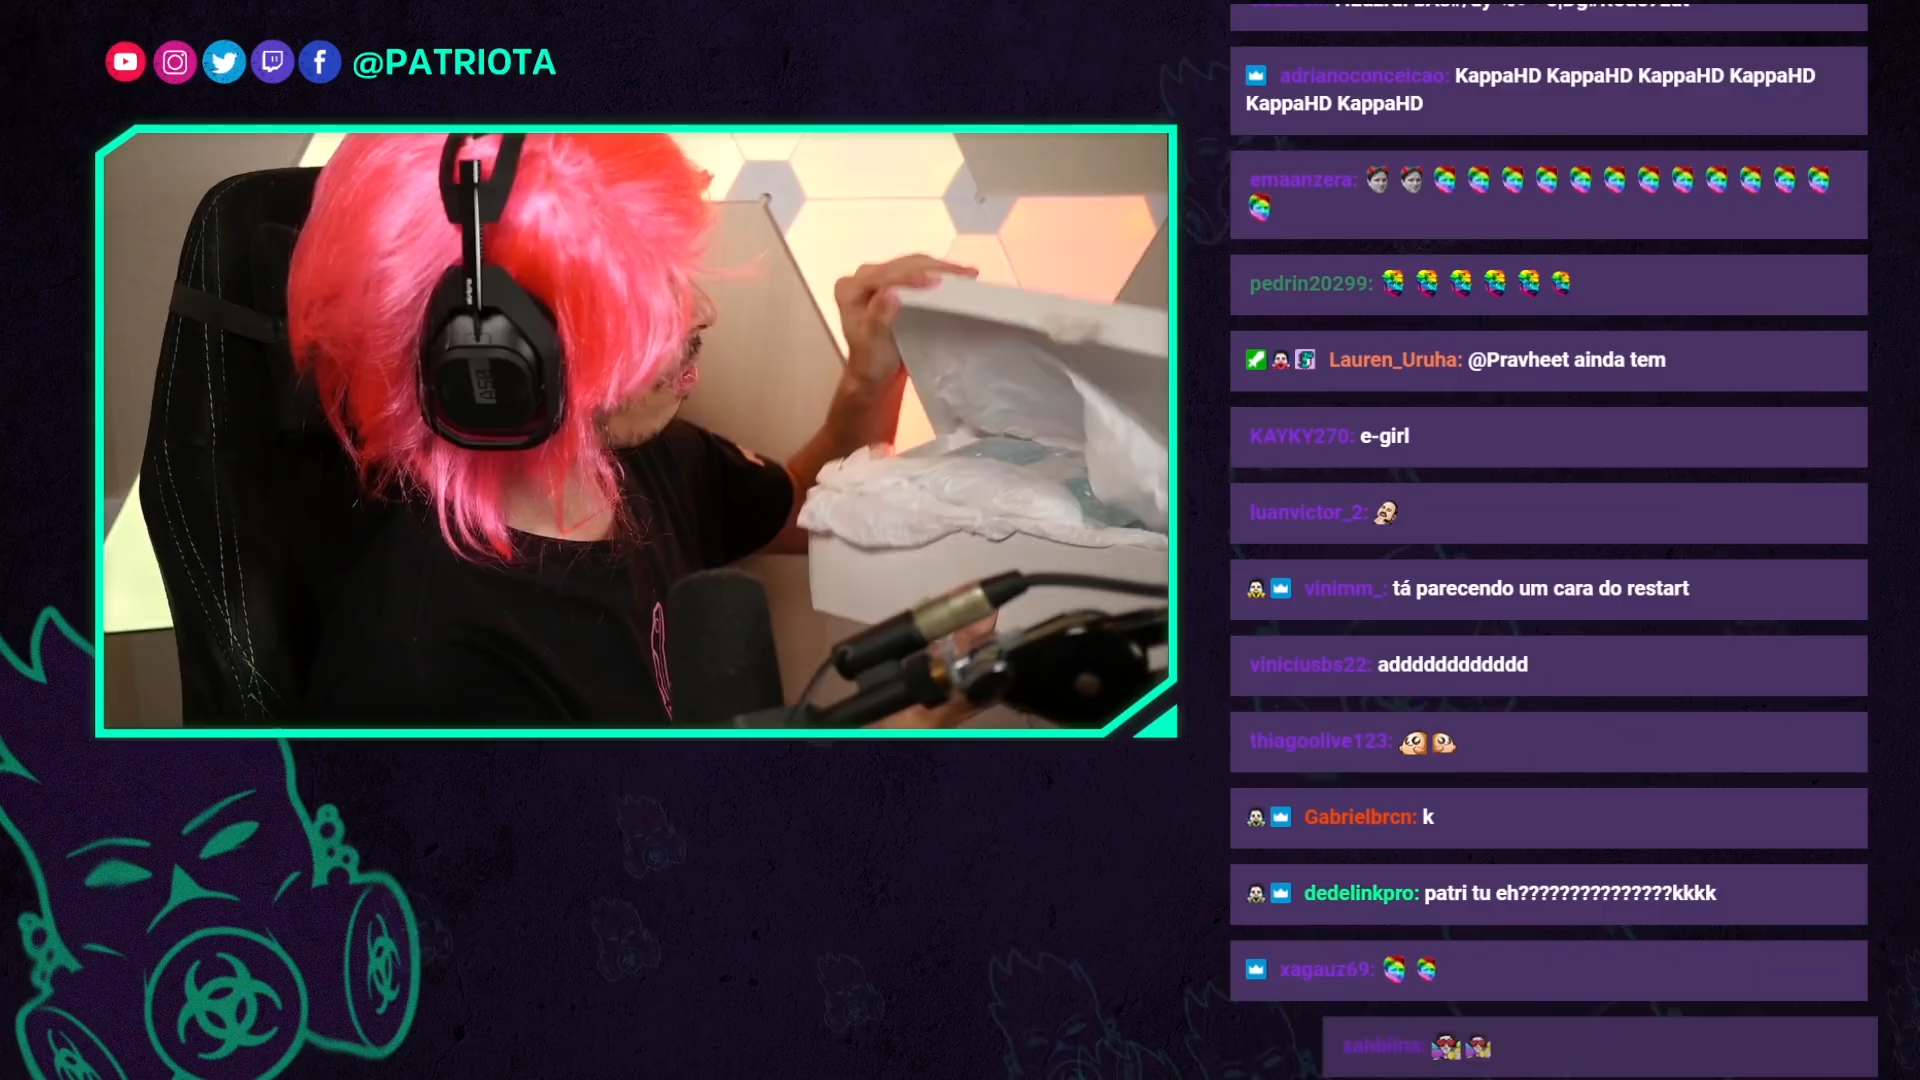 @PATRIOTA
adrianoconceicao: KappaHD KappaHD KappaHD KappaHD
KappaHD KappaHD
emaanzera:
pedrin20299:
Lauren_Uruha: @Pravheet ainda tem
KAYKY270: e-girl
luanvictor_2:
vinimm_: tá parecendo um cara do restart
viniciusbs22: adddddddddddd
thiagoolive123:
Gabrielbrcn: k
dedelinkpro: patri tu eh???????????????kkkk
xagauz69: